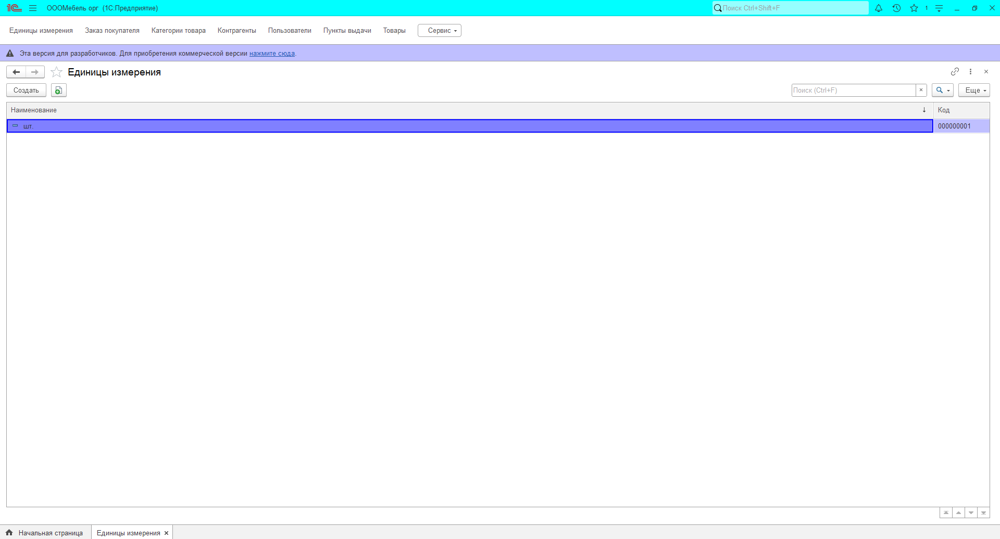 1С ОООМебель орг (1С:Предприятие) Поиск Ctrl+Shift+F 1
Единицы измерения Заказ покупателя Категории товара Контрагенты Пользователи Пункты выдачи Товары Сервис
Эта версия для разработчиков. Для приобретения коммерческой версии нажмите сюда.
Единицы измерения
Создать Поиск (Ctrl+F) × Еще
Наименование ↓ Код
шт. 000000001
Начальная страница Единицы измерения ×